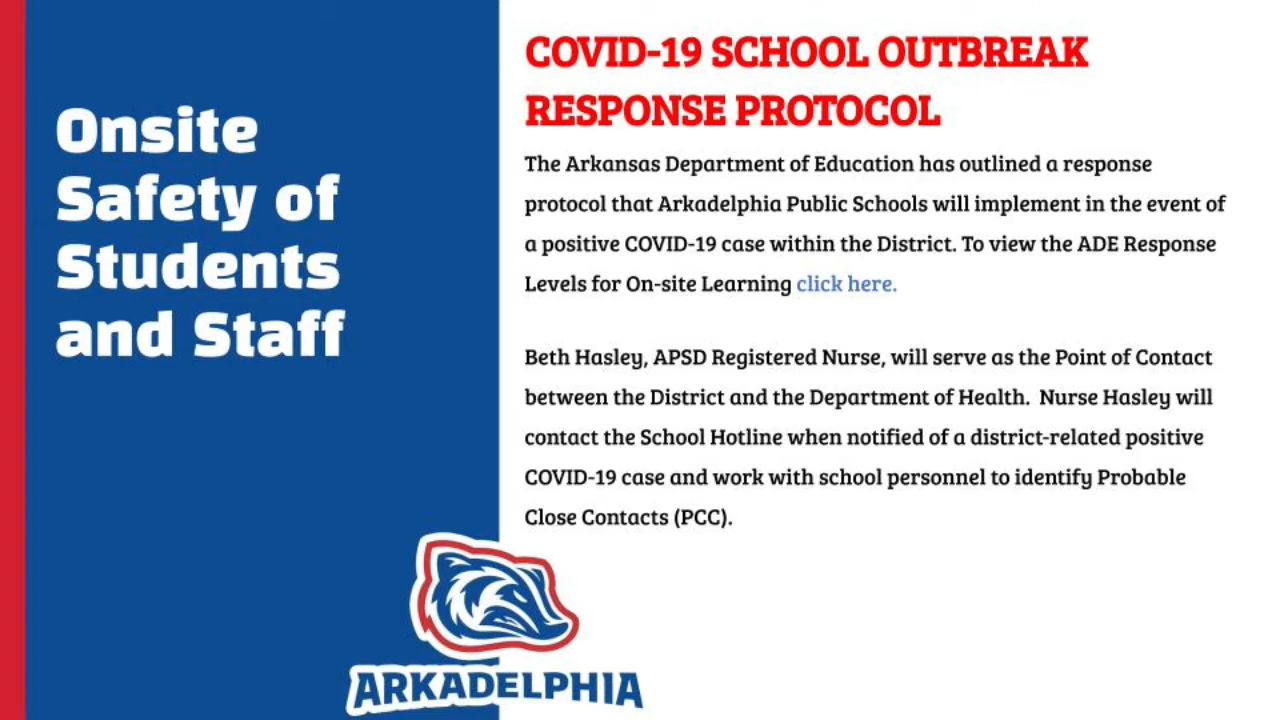 Onsite
Safety of
Students
and Staff
COVID-19 SCHOOL OUTBREAK
RESPONSE PROTOCOL
The Arkansas Department of Education has outlined a response
protocol that Arkadelphia Public Schools will implement in the event of
a positive COVID-19 case within the District. To view the ADE Response
Levels for On-site Learning click here.
Beth Hasley, APSD Registered Nurse, will serve as the Point of Contact
between the District and the Department of Health.  Nurse Hasley will
contact the School Hotline when notified of a district-related positive
COVID-19 case and work with school personnel to identify Probable
Close Contacts (PCC).
ARKADELPHIA